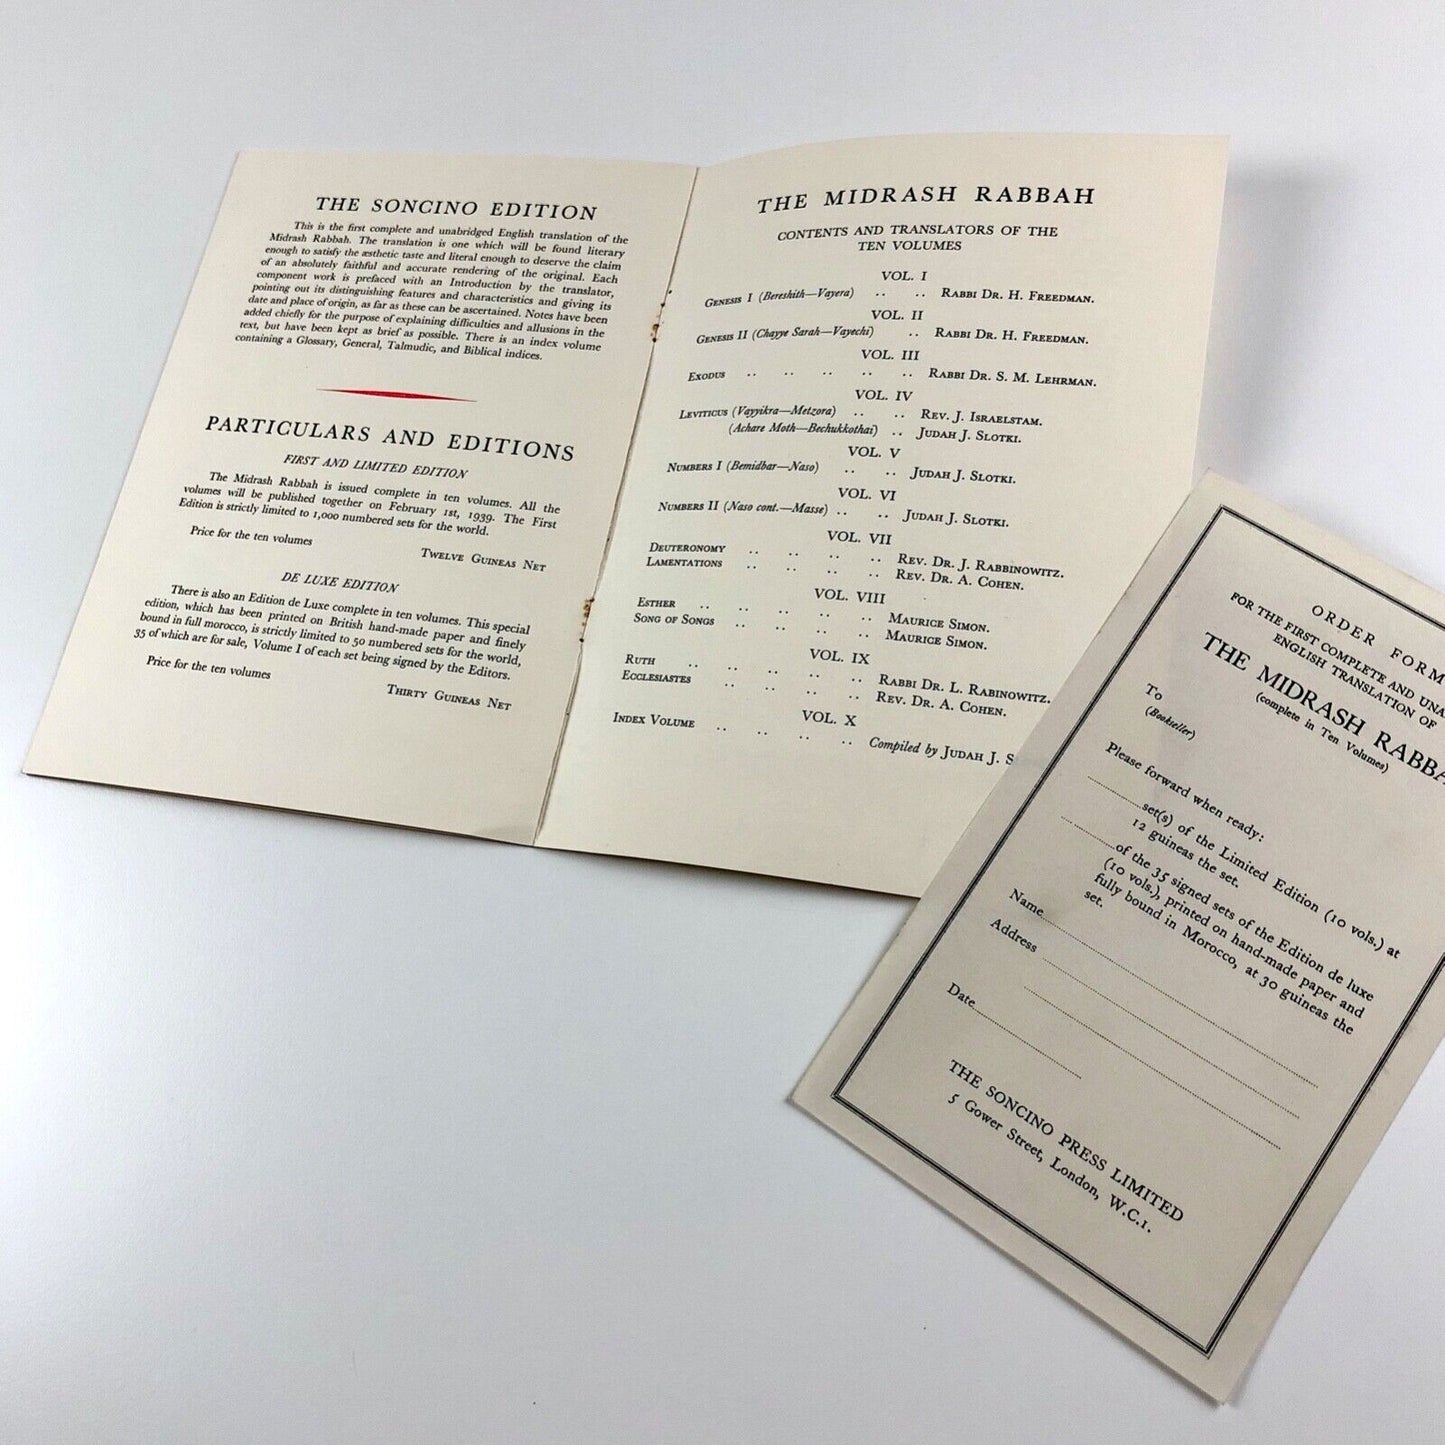 THE SONCINO EDITION
This is the first complete and unabridged English translation of the
Midrash Rabbah. The translation is one which will be found literary
enough to satisfy the æsthetic taste and literal enough to deserve the claim
of an absolutely faithful and accurate rendering of the original. Each
component work is prefaced with an Introduction by the translator,
pointing out its distinguishing features and characteristics and giving its
date and place of origin, as far as these can be ascertained. Notes have been
added chiefly for the purpose of explaining difficulties and allusions in the
text, but have been kept as brief as possible. There is an index volume
containing a Glossary, General, Talmudic, and Biblical indices.
PARTICULARS AND EDITIONS
FIRST AND LIMITED EDITION
The Midrash Rabbah is issued complete in ten volumes. All the
volumes will be published together on February 1st, 1939. The First
Edition is strictly limited to 1,000 numbered sets for the world.
Price for the ten volumes
TWELVE GUINEAS NET
DE LUXE EDITION
There is also an Edition de Luxe complete in ten volumes. This special
edition, which has been printed on British hand-made paper and finely
bound in full morocco, is strictly limited to 50 numbered sets for the world,
35 of which are for sale, Volume I of each set being signed by the Editors.
Price for the ten volumes
THIRTY GUINEAS NET
THE MIDRASH RABBAH
CONTENTS AND TRANSLATORS OF THE
TEN VOLUMES
VOL. I
GENESIS I (Bereshith—Vayera) .. .. RABBI DR. H. FREEDMAN.
VOL. II
GENESIS II (Chayye Sarah—Vayechi) .. RABBI DR. H. FREEDMAN.
VOL. III
EXODUS .. .. .. .. .. RABBI DR. S. M. LEHRMAN.
VOL. IV
LEVITICUS (Vayyikra—Metzora) .. .. REV. J. ISRAELSTAM.
(Achare Moth—Bechukkothai) .. JUDAH J. SLOTKI.
VOL. V
NUMBERS I (Bemidbar—Naso) .. .. JUDAH J. SLOTKI.
VOL. VI
NUMBERS II (Naso cont.—Masse) .. .. JUDAH J. SLOTKI.
VOL. VII
DEUTERONOMY .. .. .. .. REV. DR. J. RABBINOWITZ.
LAMENTATIONS .. .. .. .. REV. DR. A. COHEN.
VOL. VIII
ESTHER .. .. .. .. .. MAURICE SIMON.
SONG OF SONGS .. .. .. .. MAURICE SIMON.
VOL. IX
RUTH .. .. .. .. .. RABBI DR. L. RABINOWITZ.
ECCLESIASTES .. .. .. .. REV. DR. A. COHEN.
VOL. X
INDEX VOLUME .. .. .. .. Compiled by JUDAH J. S
ORDER FORM
FOR THE FIRST COMPLETE AND UNA
ENGLISH TRANSLATION OF
THE MIDRASH RABBA
(complete in Ten Volumes)
To
(Bookseller)
Please forward when ready:
set(s) of the Limited Edition (10 vols.) at
12 guineas the set.
of the 35 signed sets of the Edition de luxe
(10 vols.), printed on hand-made paper and
fully bound in Morocco, at 30 guineas the
set.
Name
Address
Date
THE SONCINO PRESS LIMITED
5 Gower Street, London, W.C.1.